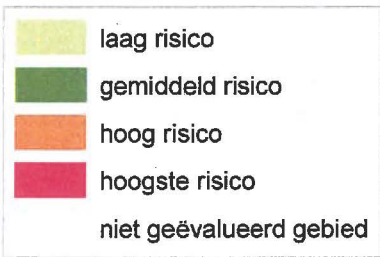 laag risico
gemiddeld risico
hoog risico
hoogste risico
niet geëvalueerd gebied